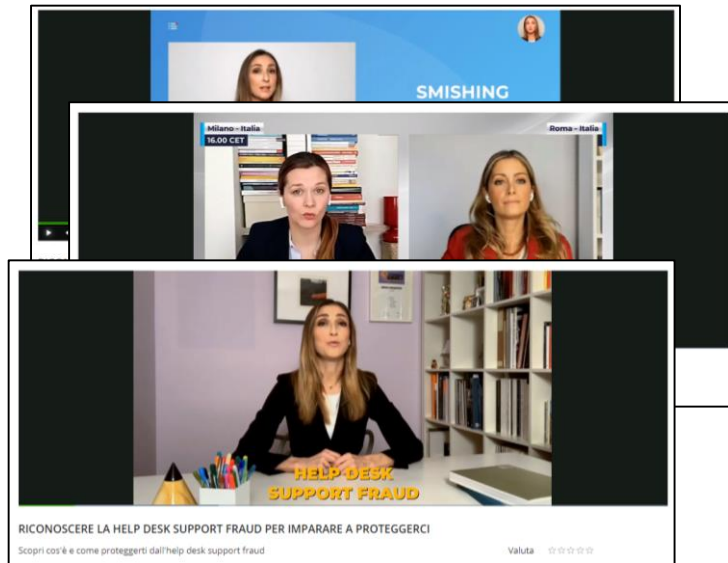 SMISHING
Milano - Italia
16.00 CET
Roma - Italia
HELP DESK
SUPPORT FRAUD
RICONOSCERE LA HELP DESK SUPPORT FRAUD PER IMPARARE A PROTEGGERCI
Scopri cos'è e come proteggerti dall'help desk support fraud
Valuta